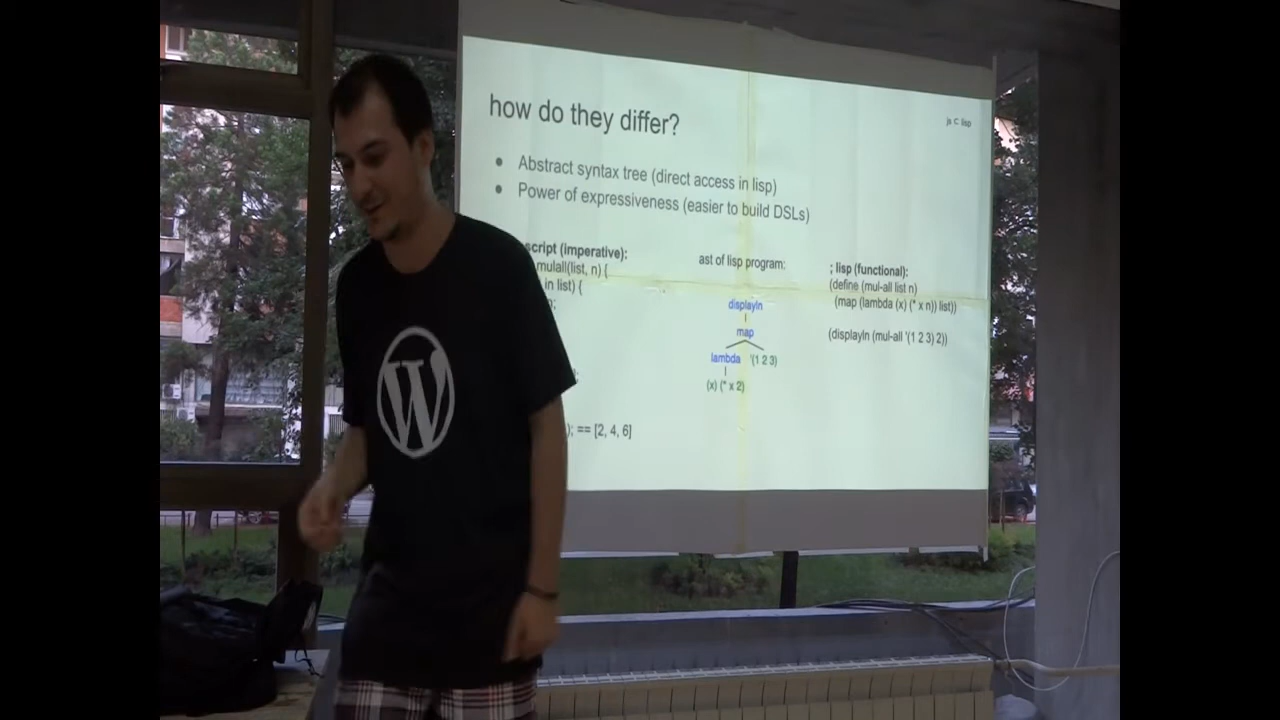 how do they differ?
js ⊂ lisp
● Abstract syntax tree (direct access in lisp)
● Power of expressiveness (easier to build DSLs)
script (imperative):
mulall(list, n) {
in list) {
n;
); == [2, 4, 6]
ast of lisp program:
displayln
map
lambda '(1 2 3)
(x) (* x 2)
; lisp (functional):
(define (mul-all list n)
(map (lambda (x) (* x n)) list))
(displayln (mul-all '(1 2 3) 2))
W